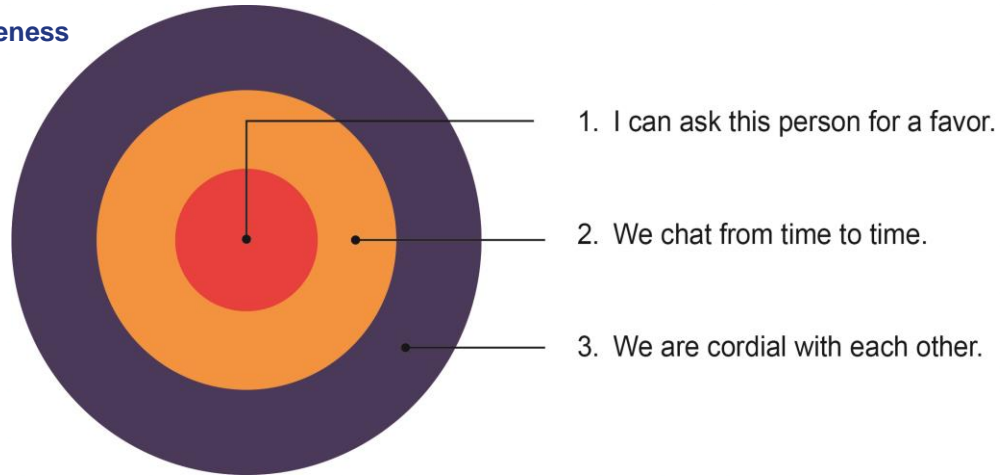 eness
1. I can ask this person for a favor.
2. We chat from time to time.
3. We are cordial with each other.